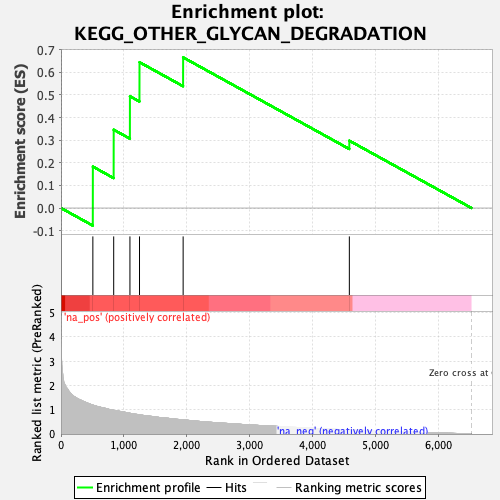 Enrichment plot:
KEGG_OTHER_GLYCAN_DEGRADATION
Enrichment score (ES)
0.7
0.6
0.5
0.4
0.3
0.2
0.1
0.0
-0.1
Ranked list metric (PreRanked)
'na_pos' (positively correlated)
5
4
3
2
1
0
Zero cross at
'na_neg' (negatively correlated)
0
1,000
2,000
3,000
4,000
5,000
6,000
Rank in Ordered Dataset
Enrichment profile
Hits
Ranking metric scores